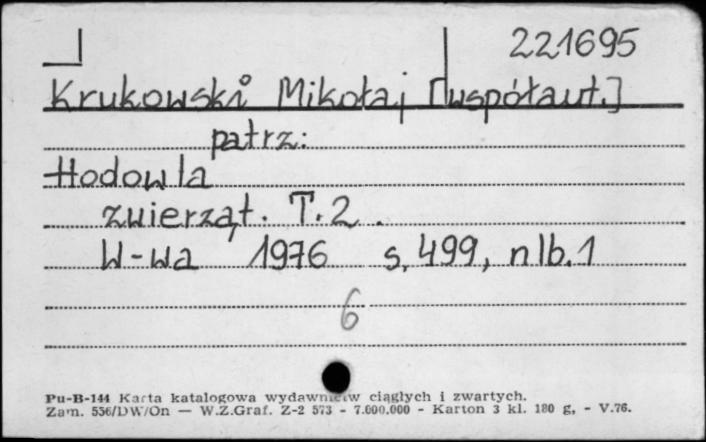 221695
Krukowski Mikołaj [współaut.]
patrz:
Hodowla
zwierząt. T. 2.
W-wa 1976 s. 499, nlb. 1
6
Pu-B-144 Karta katalogowa wydawnictw ciągłych i zwartych.
Zam. 556/DW/On — W.Z.Graf. Z-2 573 - 7.000.000 - Karton 3 kl. 180 g, - V.76.